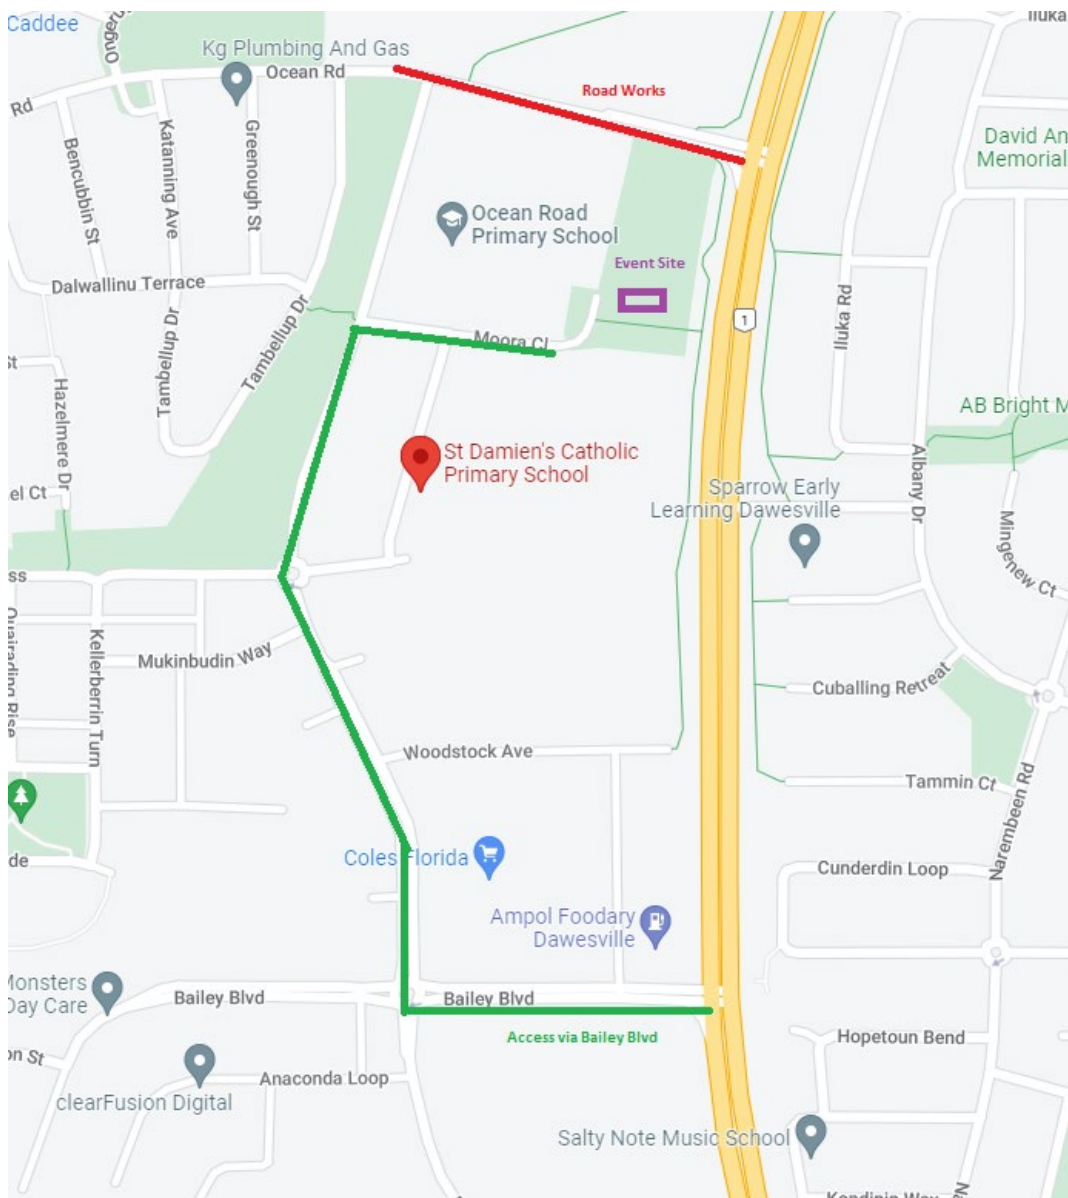 Caddee
Iluka
Kg Plumbing And Gas
Ocean Rd
Rd
Road Works
Bencubbin St
Katanning Ave
Greenough St
David An
Memorial
Ocean Road
Primary School
Event Site
Dalwallinu Terrace
Tambellup Dr
Tambellup Dr
Moora Cl
1
Iluka Rd
St
Hazelmere Dr
AB Bright M
St Damien's Catholic
Primary School
Albany Dr
el Ct
Sparrow Early
Learning Dawesville
Mingenew Ct
ss
Quairading Rise
Kellerberrin Turn
Mukinbudin Way
Cuballing Retreat
Woodstock Ave
Tammin Ct
Narembeen Rd
de
Coles Florida
Cunderdin Loop
Ampol Foodary
Dawesville
Monsters
Day Care
Bailey Blvd
Bailey Blvd
Access via Bailey Blvd
Hopetoun Bend
on St
Anaconda Loop
clearFusion Digital
Salty Note Music School